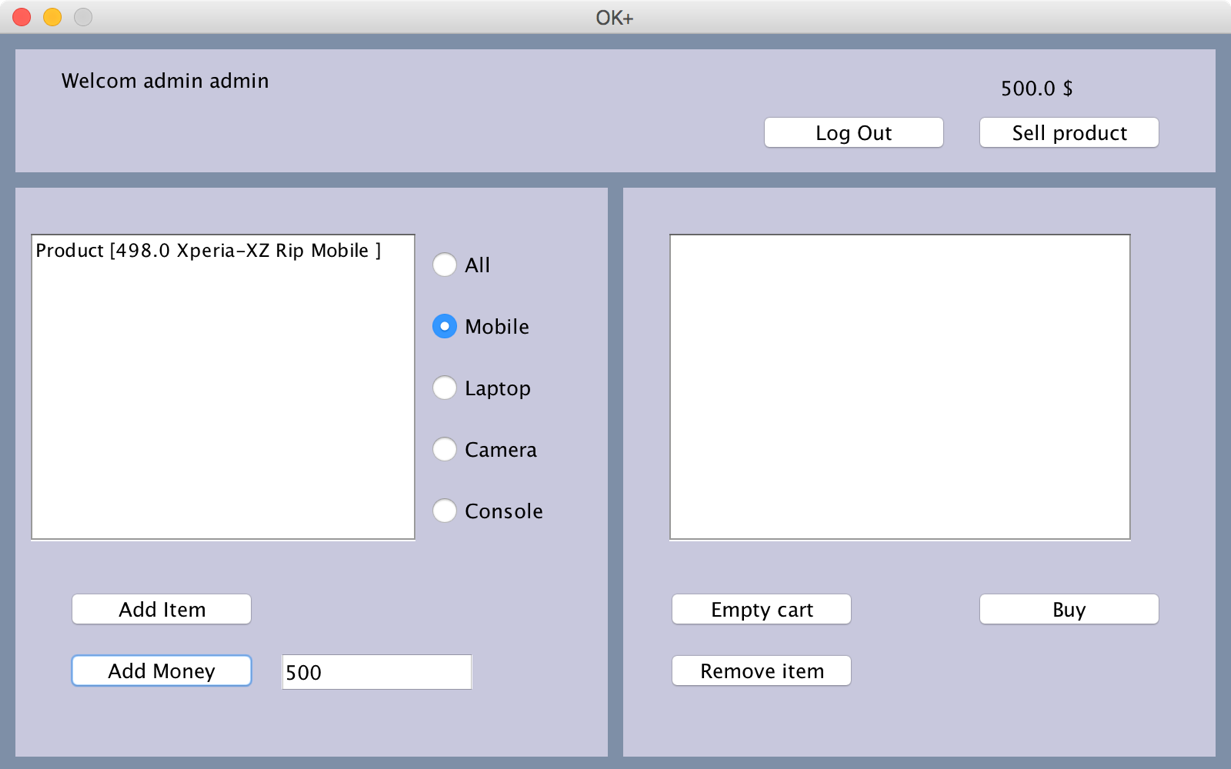 OK+
Welcom admin admin
500.0 $
Log Out
Sell product
Product [498.0 Xperia-XZ Rip Mobile ]
All
Mobile
Laptop
Camera
Console
Add Item
Add Money
500
Empty cart
Buy
Remove item